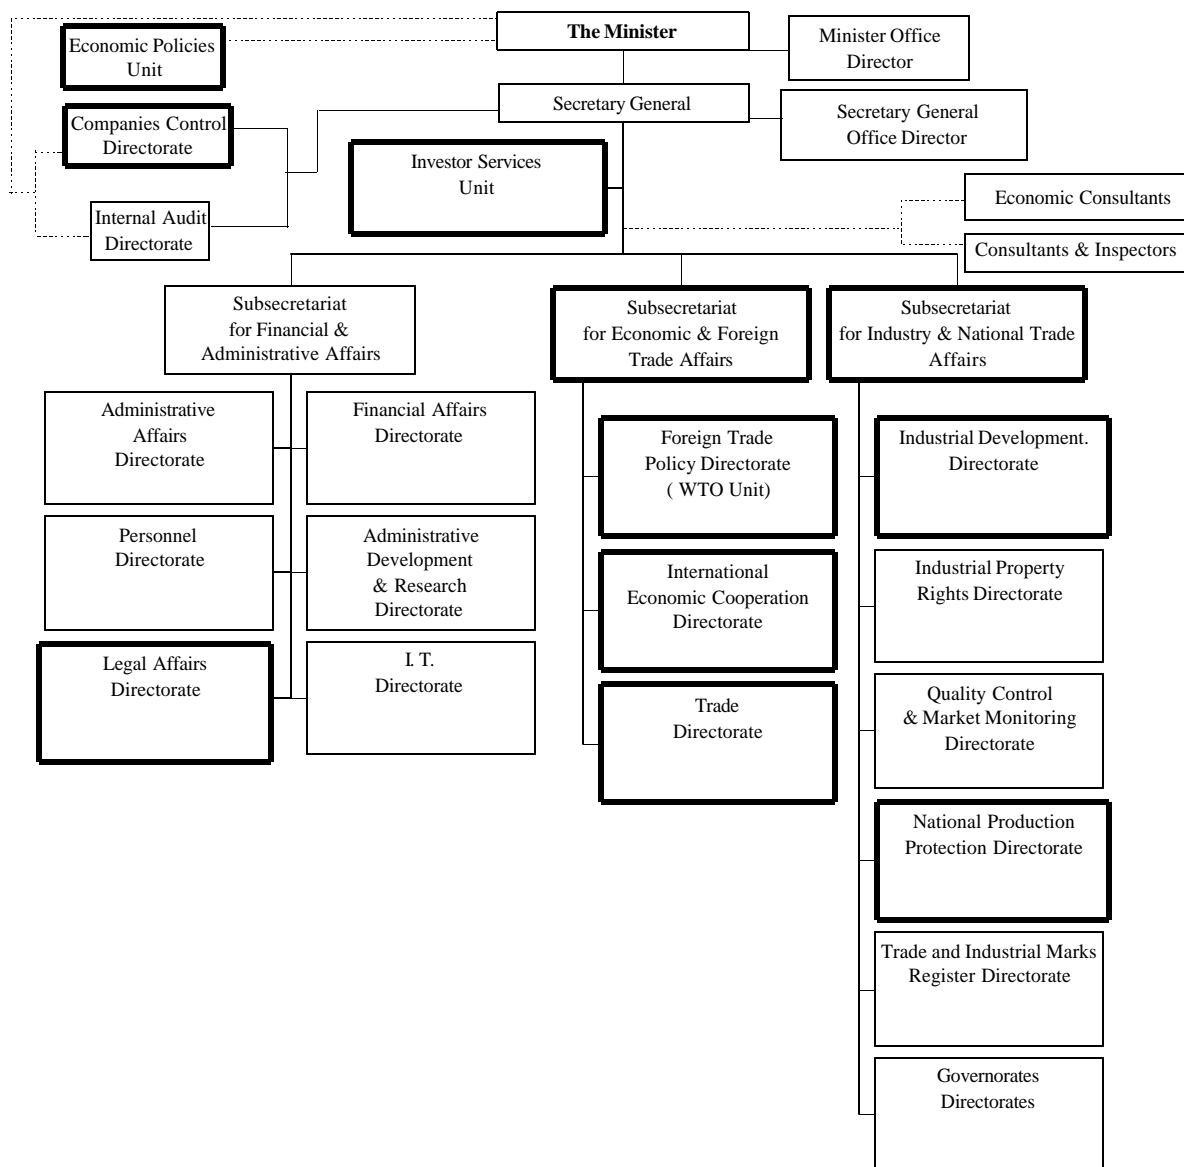 The Minister
Minister Office
Director
Economic Policies
Unit
Secretary General
Secretary General
Office Director
Companies Control
Directorate
Investor Services
Unit
Internal Audit
Directorate
Economic Consultants
Consultants & Inspectors
Subsecretariat
for Financial &
Administrative Affairs
Subsecretariat
for Economic & Foreign
Trade Affairs
Subsecretariat
for Industry & National Trade
Affairs
Administrative
Affairs
Directorate
Financial Affairs
Directorate
Personnel
Directorate
Administrative
Development
& Research
Directorate
Legal Affairs
Directorate
I. T.
Directorate
Foreign Trade
Policy Directorate
( WTO Unit)
International
Economic Cooperation
Directorate
Trade
Directorate
Industrial Development.
Directorate
Industrial Property
Rights Directorate
Quality Control
& Market Monitoring
Directorate
National Production
Protection Directorate
Trade and Industrial Marks
Register Directorate
Governorates
Directorates